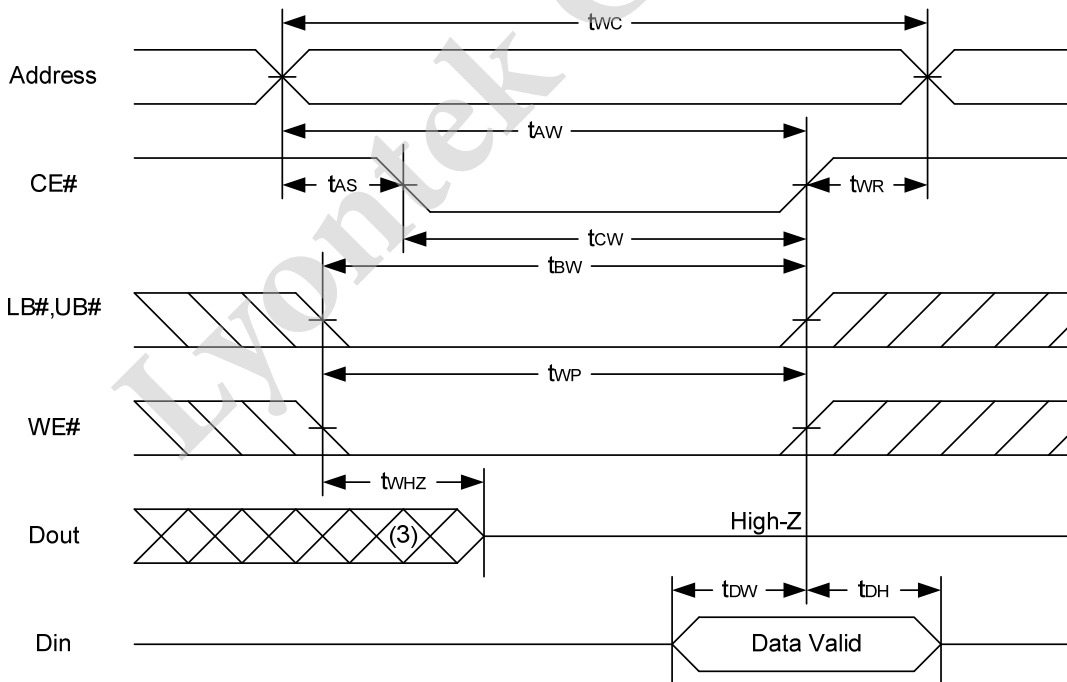 tWC
Address
tAW
CE#
tAS
tWR
tCW
tBW
LB#,UB#
tWP
WE#
tWHZ
Dout
(3)
High-Z
tDW
tDH
Din
Data Valid
Lyontek C